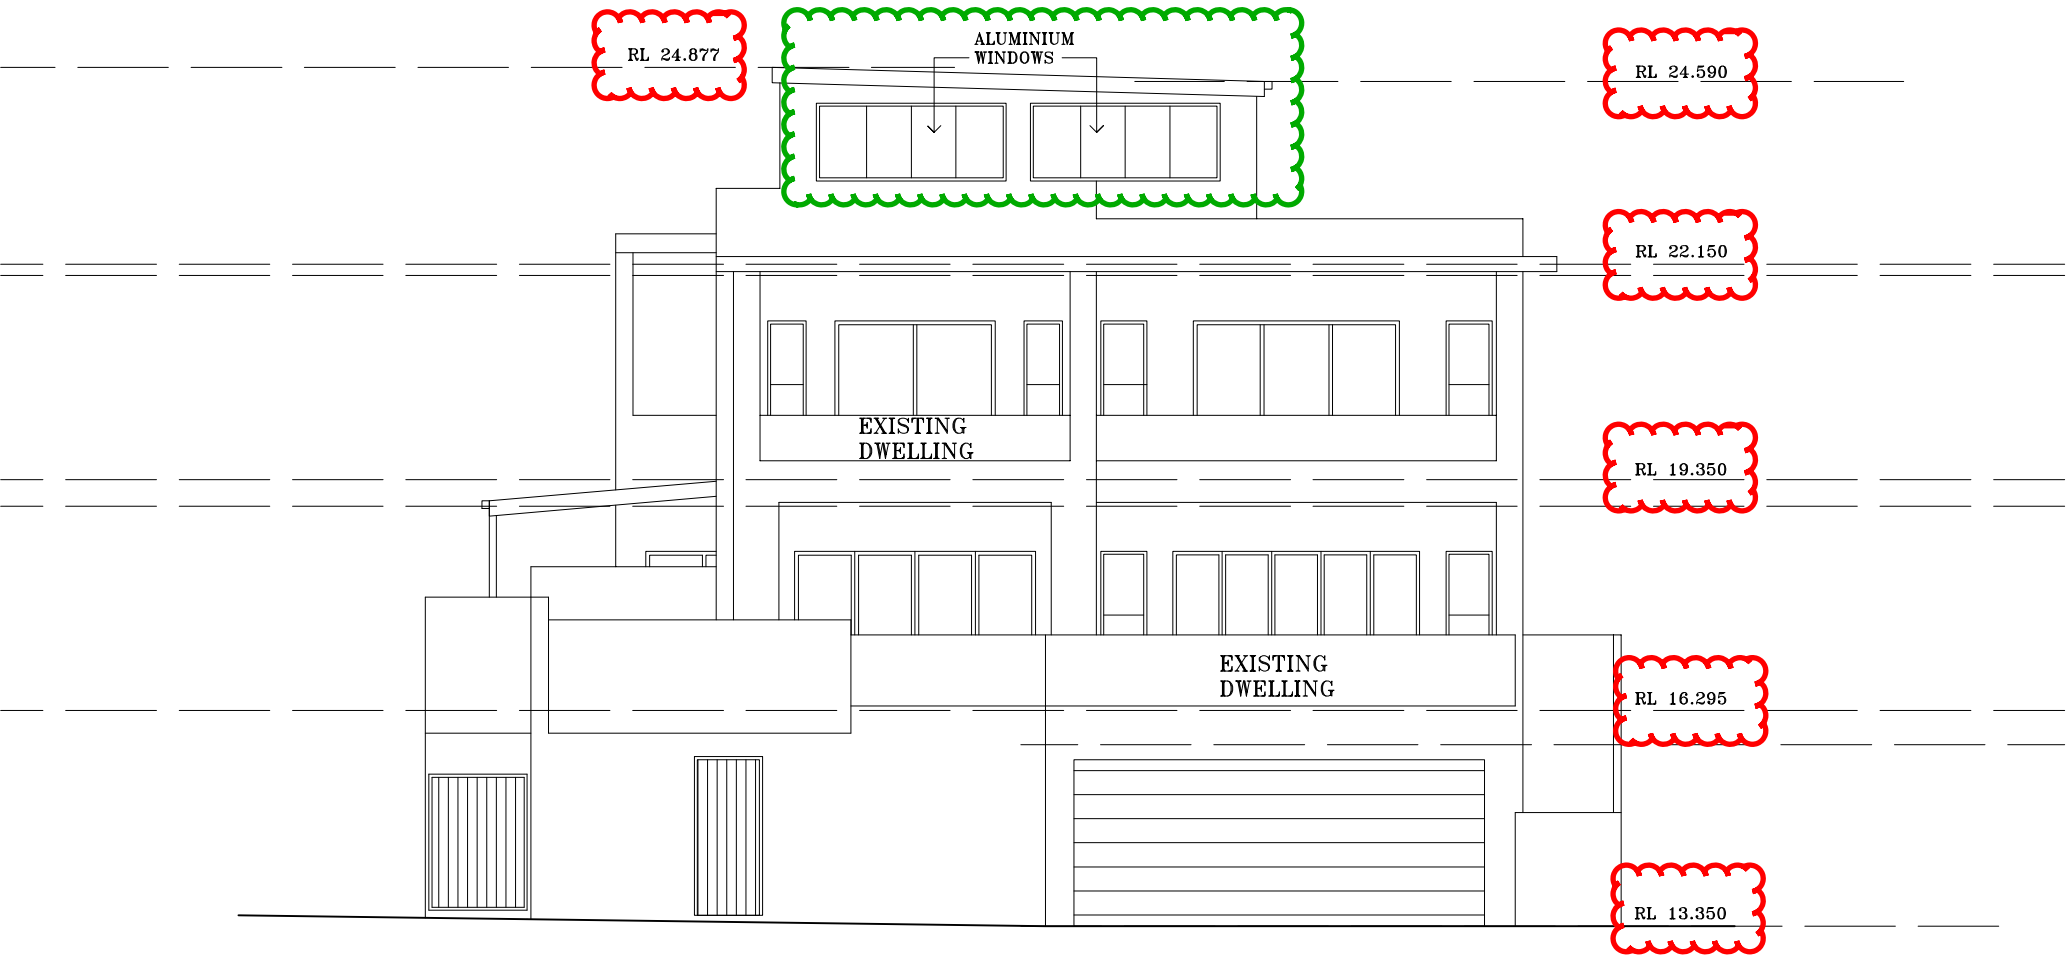 ALUMINIUM
WINDOWS
RL 24.877
RL 24.590
RL 22.150
EXISTING
DWELLING
RL 19.350
EXISTING
DWELLING
RL 16.295
RL 13.350